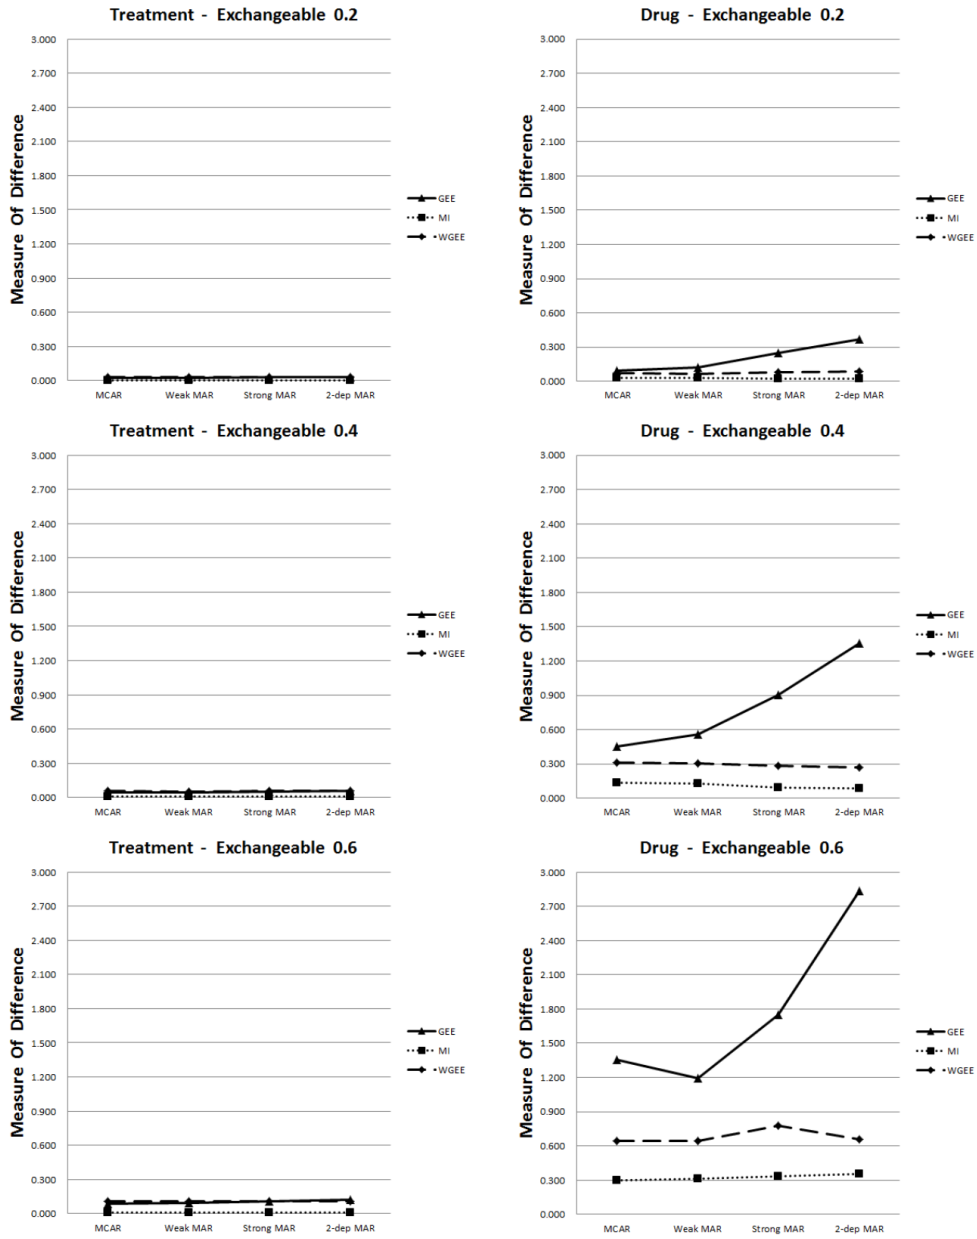 Treatment - Exchangeable 0.2
3.000
2.700
2.400
2.100
1.800
1.500
1.200
0.900
0.600
0.300
0.000
Measure Of Difference
MCAR Weak MAR Strong MAR 2-dep MAR
GEE
MI
WGEE
Drug - Exchangeable 0.2
3.000
2.700
2.400
2.100
1.800
1.500
1.200
0.900
0.600
0.300
0.000
Measure Of Difference
MCAR Weak MAR Strong MAR 2-dep MAR
GEE
MI
WGEE
Treatment - Exchangeable 0.4
3.000
2.700
2.400
2.100
1.800
1.500
1.200
0.900
0.600
0.300
0.000
Measure Of Difference
MCAR Weak MAR Strong MAR 2-dep MAR
GEE
MI
WGEE
Drug - Exchangeable 0.4
3.000
2.700
2.400
2.100
1.800
1.500
1.200
0.900
0.600
0.300
0.000
Measure Of Difference
MCAR Weak MAR Strong MAR 2-dep MAR
GEE
MI
WGEE
Treatment - Exchangeable 0.6
3.000
2.700
2.400
2.100
1.800
1.500
1.200
0.900
0.600
0.300
0.000
Measure Of Difference
MCAR Weak MAR Strong MAR 2-dep MAR
GEE
MI
WGEE
Drug - Exchangeable 0.6
3.000
2.700
2.400
2.100
1.800
1.500
1.200
0.900
0.600
0.300
0.000
Measure Of Difference
MCAR Weak MAR Strong MAR 2-dep MAR
GEE
MI
WGEE